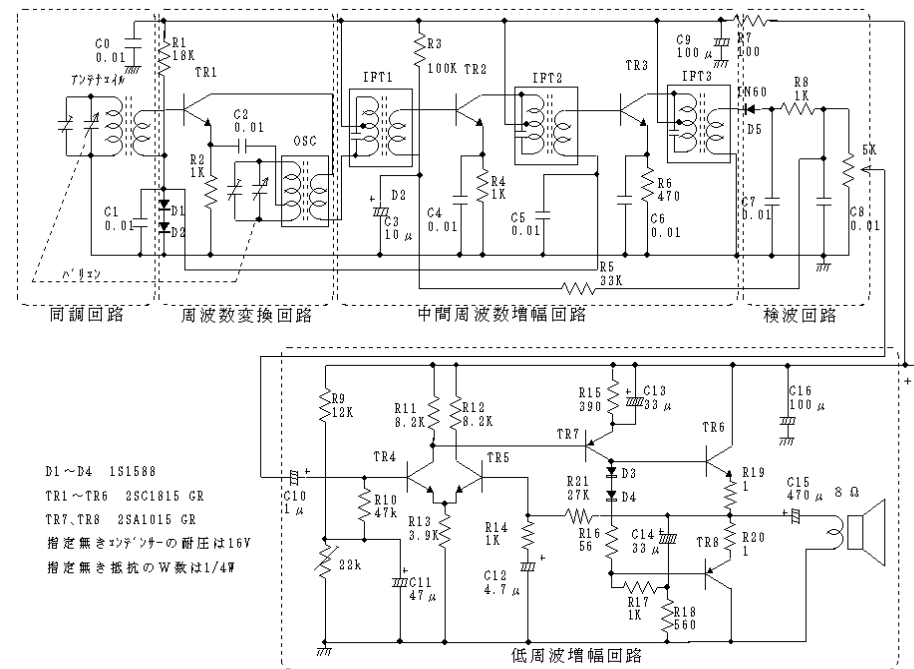 C0
0.01
R1
18K
TR1
アンテナコイル
C2
0.01
OSC
R2
1K
C1
0.01
D1
D2
バリコン
IFT1
R3
100K
TR2
IFT2
TR3
C9
100μ
R7
100
IFT3
1N60
D5
R8
1K
5K
D2
C3
10μ
C4
0.01
R4
1K
C5
0.01
C6
0.01
R6
470
C7
0.01
C8
0.01
R5
33K
同調回路
周波数変換回路
中間周波数増幅回路
検波回路
+
R9
12K
R11
8.2K
R12
8.2K
R15
390
C13
33μ
C16
100μ
TR7
TR6
TR4
TR5
D3
D4
R19
1
C10
1μ
R10
47k
R13
3.9K
R14
1K
R21
27K
R16
56
C14
33μ
TR8
R20
1
C15
470μ
8Ω
22k
C11
47μ
C12
4.7μ
R17
1K
R18
560
D1～D4 1S1588
TR1～TR6 2SC1815 GR
TR7、TR8 2SA1015 GR
指定無きコンデンサーの耐圧は16V
指定無き抵抗のW数は1/4W
低周波増幅回路